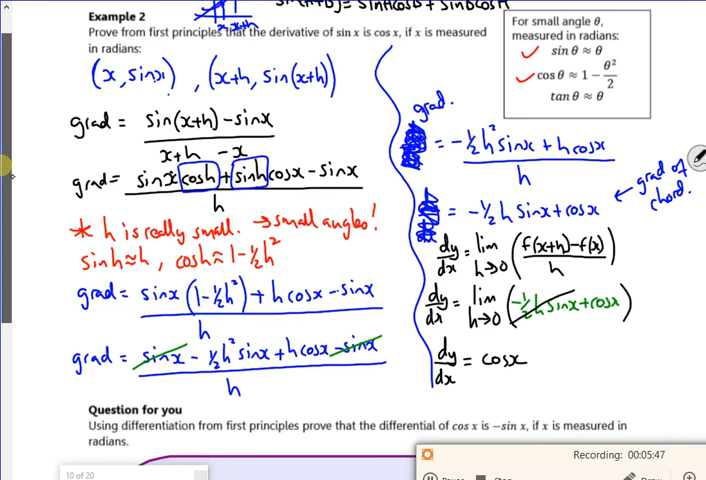 sin(A+B) = sinAcosB + sinBcosA
Example 2
x x+h
Prove from first principles that the derivative of sin x is cos x, if x is measured
in radians:
(x, sinx) , (x+h, sin(x+h))
grad = sin(x+h) - sinx / x+h - x
grad = sinx cosh + sinh cosx - sinx / h
* h is really small. → small angles!
sinh ≈ h, cosh ≈ 1-½h²
grad = sinx(1-½h²) + h cosx - sinx / h
grad = sinx - ½h² sinx + h cosx - sinx / h
For small angle θ,
measured in radians:
✓ sin θ ≈ θ
✓ cos θ ≈ 1 − θ²/2
tan θ ≈ θ
grad.
= -½h² sinx + h cosx / h
= -½h sinx + cosx ← grad of chord.
dy/dx = lim h→0 ( f(x+h)-f(x) / h )
dy/dx = lim h→0 ( -½h sinx + cosx )
dy/dx = cosx
Question for you
Using differentiation from first principles prove that the differential of cos x is −sin x, if x is measured in
radians.
Recording: 00:05:47
10 of 20